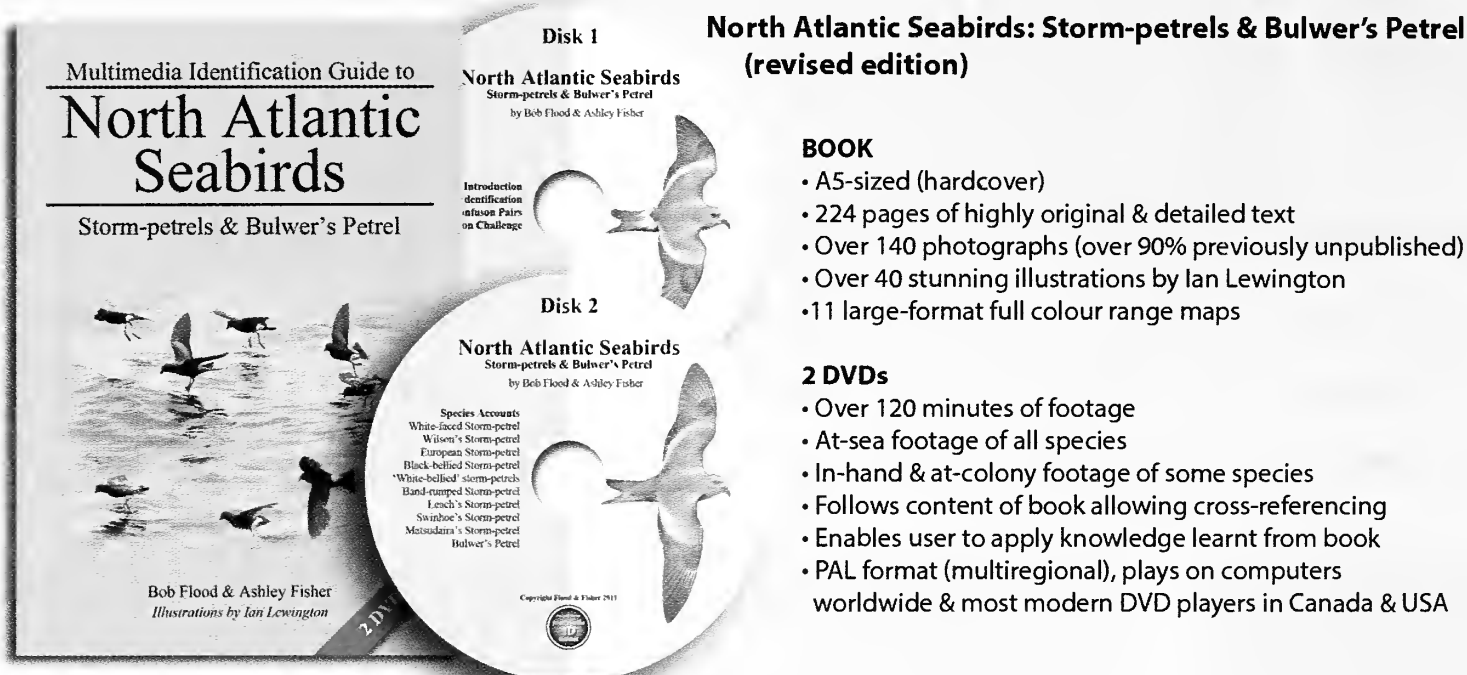 Multimedia Identification Guide to
North Atlantic
Seabirds
Storm-petrels & Bulwer's Petrel
Bob Flood & Ashley Fisher
Illustrations by Ian Lewington
Disk 1
North Atlantic Seabirds
Storm-petrels & Bulwer's Petrel
by Bob Flood & Ashley Fisher
Introduction
dentification
nfuson Pairs
on Challenge
Disk 2
North Atlantic Seabirds
Storm-petrels & Bulwer's Petrel
by Bob Flood & Ashley Fisher
Species Accounts
White-faced Storm-petrel
Wilson's Storm-petrel
European Storm-petrel
Black-bellied Storm-petrel
'White-bellied' storm-petrels
Band-rumped Storm-petrel
Leach's Storm-petrel
Swinhoe's Storm-petrel
Matsudaira's Storm-petrel
Bulwer's Petrel
Copyright Flood & Fisher
North Atlantic Seabirds: Storm-petrels & Bulwer's Petrel
(revised edition)
BOOK
• A5-sized (hardcover)
• 224 pages of highly original & detailed text
• Over 140 photographs (over 90% previously unpublished)
• Over 40 stunning illustrations by Ian Lewington
•11 large-format full colour range maps
2 DVDs
• Over 120 minutes of footage
• At-sea footage of all species
• In-hand & at-colony footage of some species
• Follows content of book allowing cross-referencing
• Enables user to apply knowledge learnt from book
• PAL format (multiregional), plays on computers
worldwide & most modern DVD players in Canada & USA